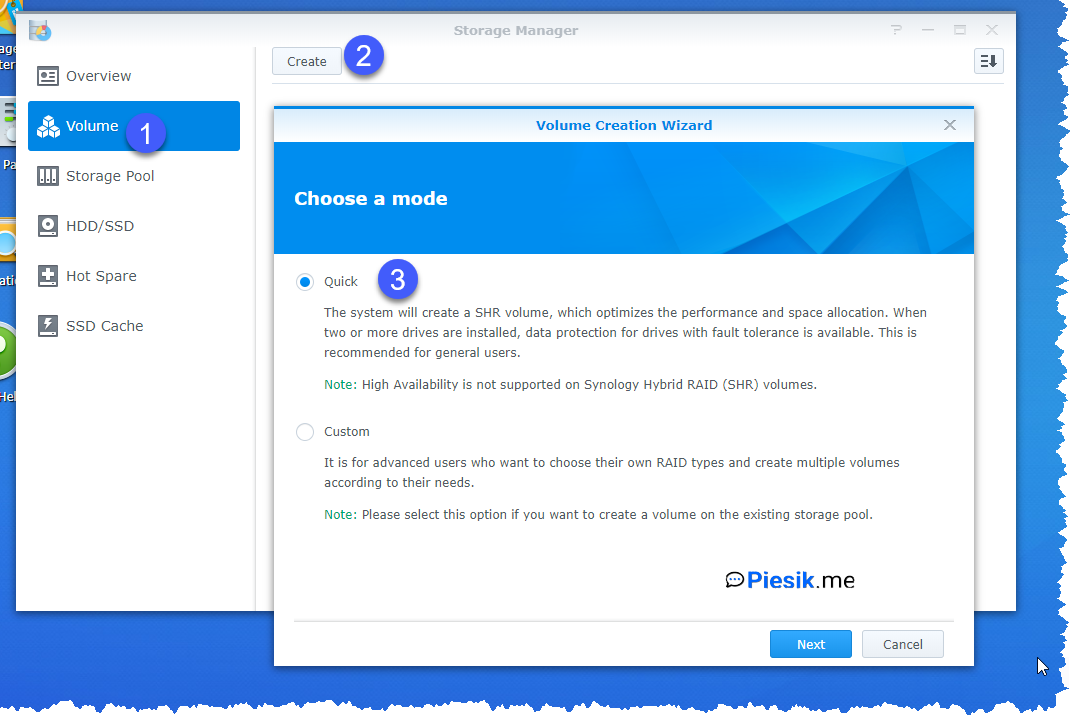 Storage Manager
Overview
Volume
1
Storage Pool
HDD/SSD
Hot Spare
SSD Cache
Create
2
Volume Creation Wizard
Choose a mode
Quick
3
The system will create a SHR volume, which optimizes the performance and space allocation. When
two or more drives are installed, data protection for drives with fault tolerance is available. This is
recommended for general users.
Note: High Availability is not supported on Synology Hybrid RAID (SHR) volumes.
Custom
It is for advanced users who want to choose their own RAID types and create multiple volumes
according to their needs.
Note: Please select this option if you want to create a volume on the existing storage pool.
Piesik.me
Next
Cancel